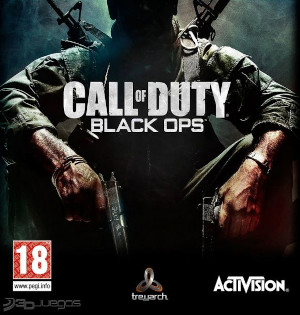 CALL OF DUTY
BLACK OPS
18
www.pegi.info
treyarch
ACTIVISION
3DJuegos